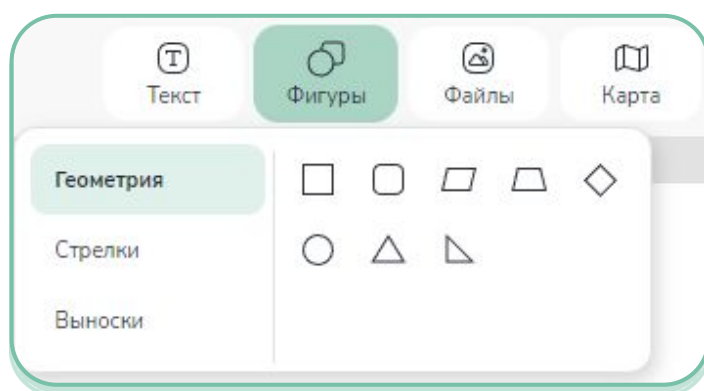 Текст
Фигуры
Файлы
Карта
Геометрия
Стрелки
Выноски